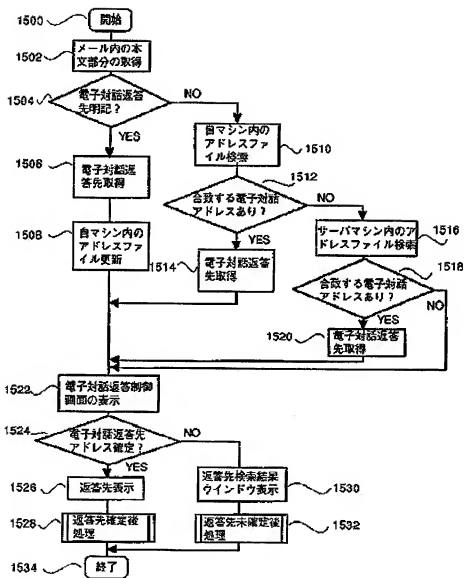 1500
開始
1502
メール内の本
文部分の取得
1504
電子対話返答
先明記？
NO
YES
1506
電子対話返
答先取得
1508
自マシン内の
アドレスファ
イル更新
自マシン内の
アドレスファ
イル検索
1510
1512
合致する電子対話
アドレスあり？
NO
YES
1514
電子対話返答
先取得
サーバマシン内のア
ドレスファイル検索
1516
1518
合致する電子対話
アドレスあり？
NO
YES
1520
電子対話返答
先取得
1522
電子対話返答制御
画面の表示
1524
電子対話返答先
アドレス確定？
NO
YES
1526
返答先表示
1528
返答先確定後
処理
返答先検索結果
ウインドウ表示
1530
返答先未確定後
処理
1532
1534
終了